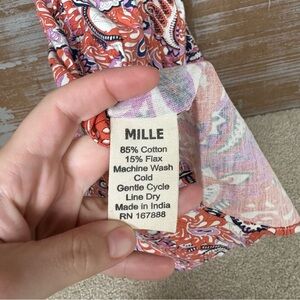 MILLE
85% Cotton
15% Flax
Machine Wash
Cold
Gentle Cycle
Line Dry
Made in India
RN 167888